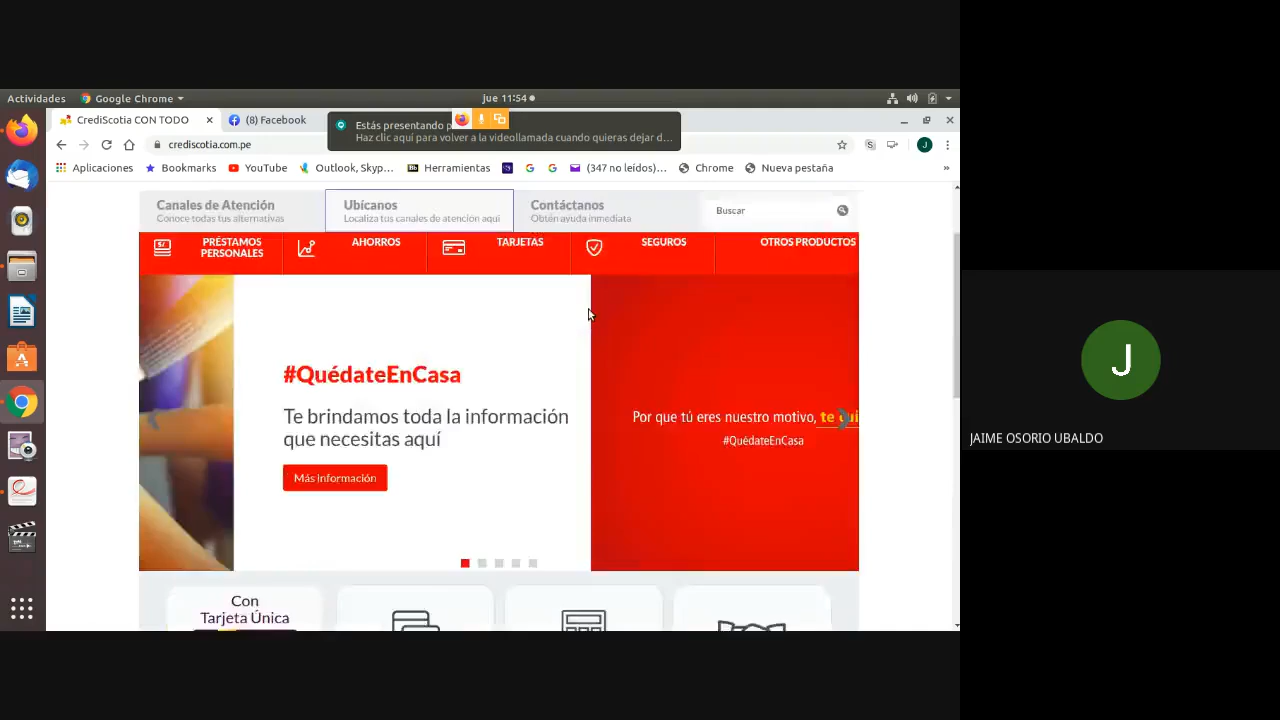 Actividades
Google Chrome
jue 11:54
CrediScotia CON TODO
(8) Facebook
Estás presentando p
Haz clic aquí para volver a la videollamada cuando quieras dejar d...
crediscotia.com.pe
J
Aplicaciones
Bookmarks
YouTube
Outlook, Skyp...
Bb Herramientas
(347 no leídos)...
Chrome
Nueva pestaña
»
Canales de Atención
Conoce todas tus alternativas
Ubícanos
Localiza tus canales de atención aquí
Contáctanos
Obtén ayuda inmediata
Buscar
S/
PRÉSTAMOS
PERSONALES
AHORROS
TARJETAS
SEGUROS
OTROS PRODUCTOS
#QuédateEnCasa
Te brindamos toda la información
que necesitas aquí
Más información
Por que tú eres nuestro motivo, te
#QuédateEnCasa
Con
Tarjeta Única
J
JAIME OSORIO UBALDO